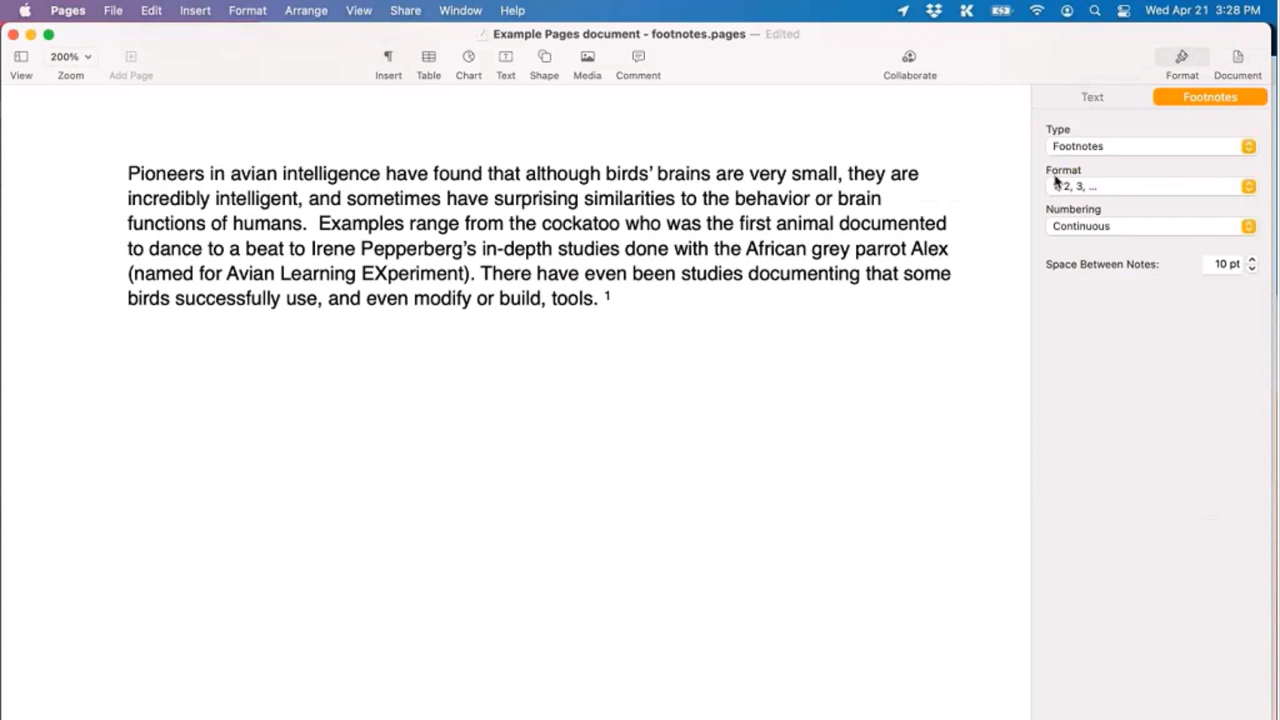 Pages File Edit Insert Format Arrange View Share Window Help Wed Apr 21 3:28 PM
Example Pages document - footnotes.pages — Edited
200%
View Zoom Add Page Insert Table Chart Text Shape Media Comment Collaborate Format Document
Text Footnotes
Type
Footnotes
Format
2, 3, ...
Numbering
Continuous
Space Between Notes: 10 pt
Pioneers in avian intelligence have found that although birds’ brains are very small, they are
incredibly intelligent, and sometimes have surprising similarities to the behavior or brain
functions of humans.  Examples range from the cockatoo who was the first animal documented
to dance to a beat to Irene Pepperberg’s in-depth studies done with the African grey parrot Alex
(named for Avian Learning EXperiment). There have even been studies documenting that some
birds successfully use, and even modify or build, tools. ¹